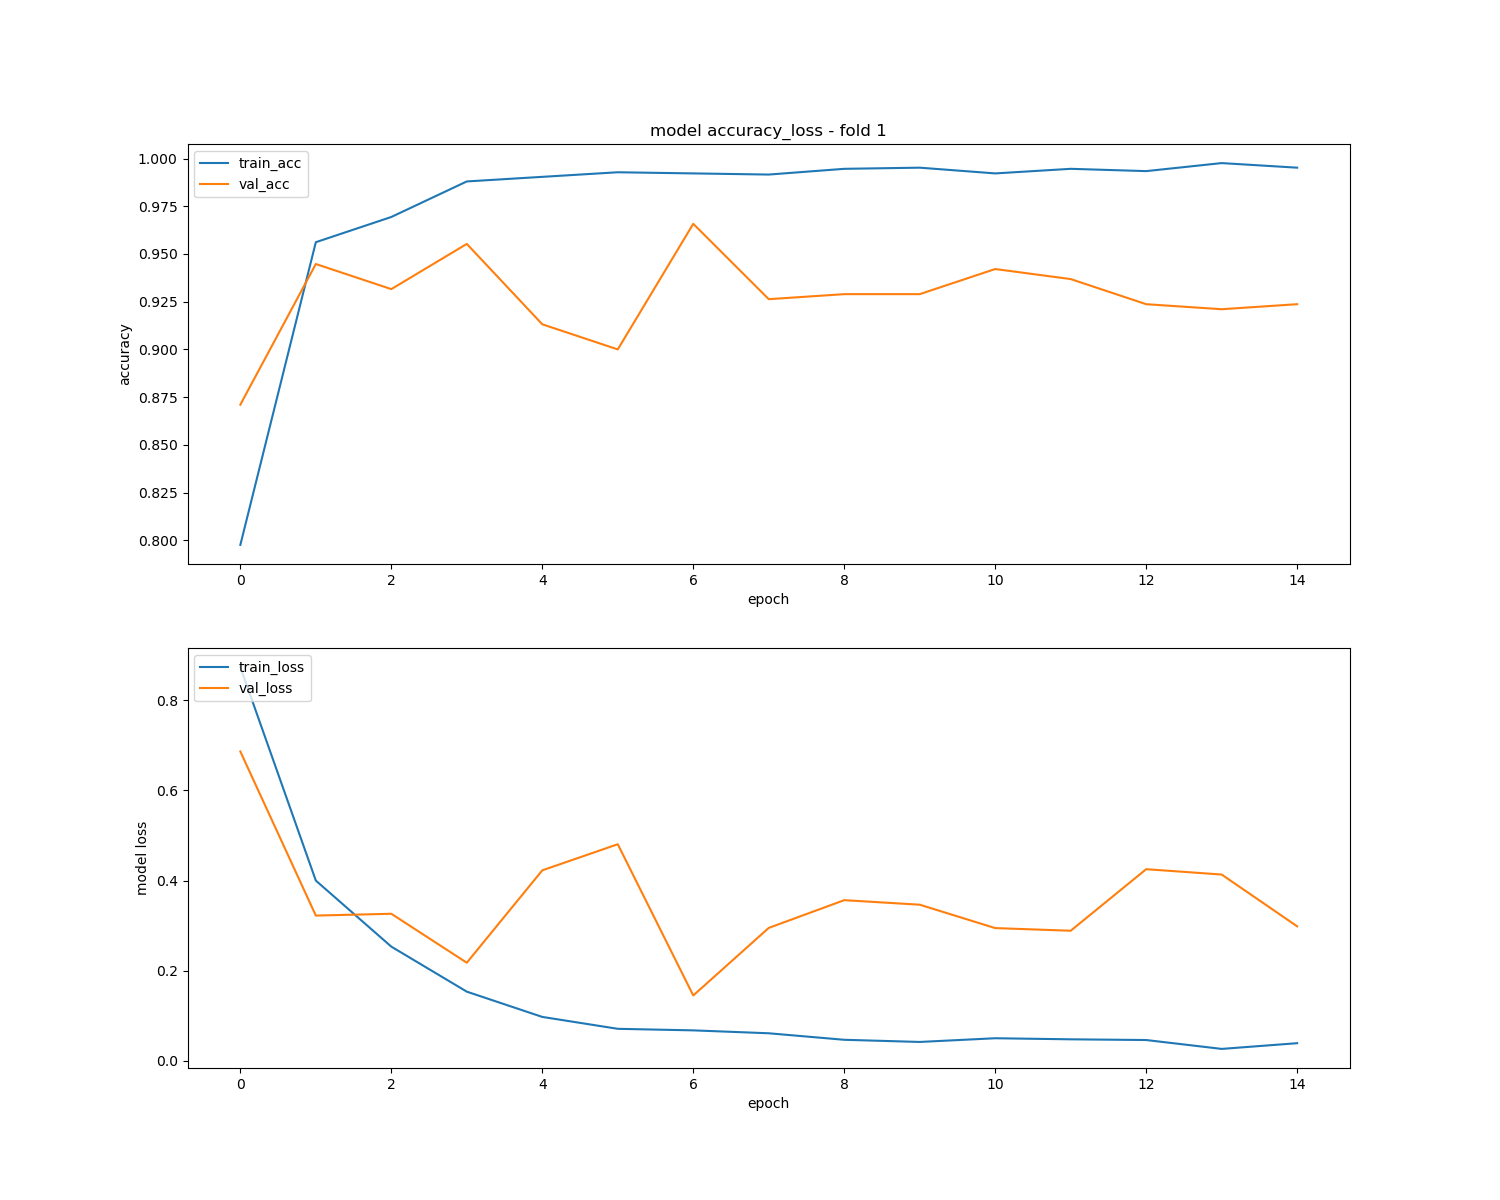 model accuracy_loss - fold 1
train_acc
val_acc
accuracy
1.000
0.975
0.950
0.925
0.900
0.875
0.850
0.825
0.800
0 2 4 6 8 10 12 14
epoch
train_loss
val_loss
model loss
0.8
0.6
0.4
0.2
0.0
0 2 4 6 8 10 12 14
epoch